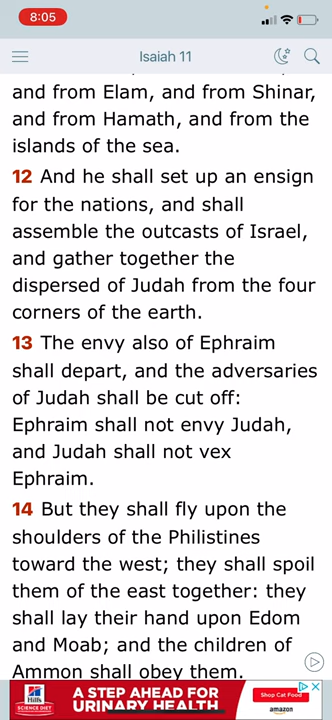 8:05
Isaiah 11
and from Elam, and from Shinar,
and from Hamath, and from the
islands of the sea.
12 And he shall set up an ensign
for the nations, and shall
assemble the outcasts of Israel,
and gather together the
dispersed of Judah from the four
corners of the earth.
13 The envy also of Ephraim
shall depart, and the adversaries
of Judah shall be cut off:
Ephraim shall not envy Judah,
and Judah shall not vex
Ephraim.
14 But they shall fly upon the
shoulders of the Philistines
toward the west; they shall spoil
them of the east together: they
shall lay their hand upon Edom
and Moab; and the children of
Ammon shall obey them.
Hill's
SCIENCE DIET
A STEP AHEAD FOR
URINARY HEALTH
Shop Cat Food
amazon